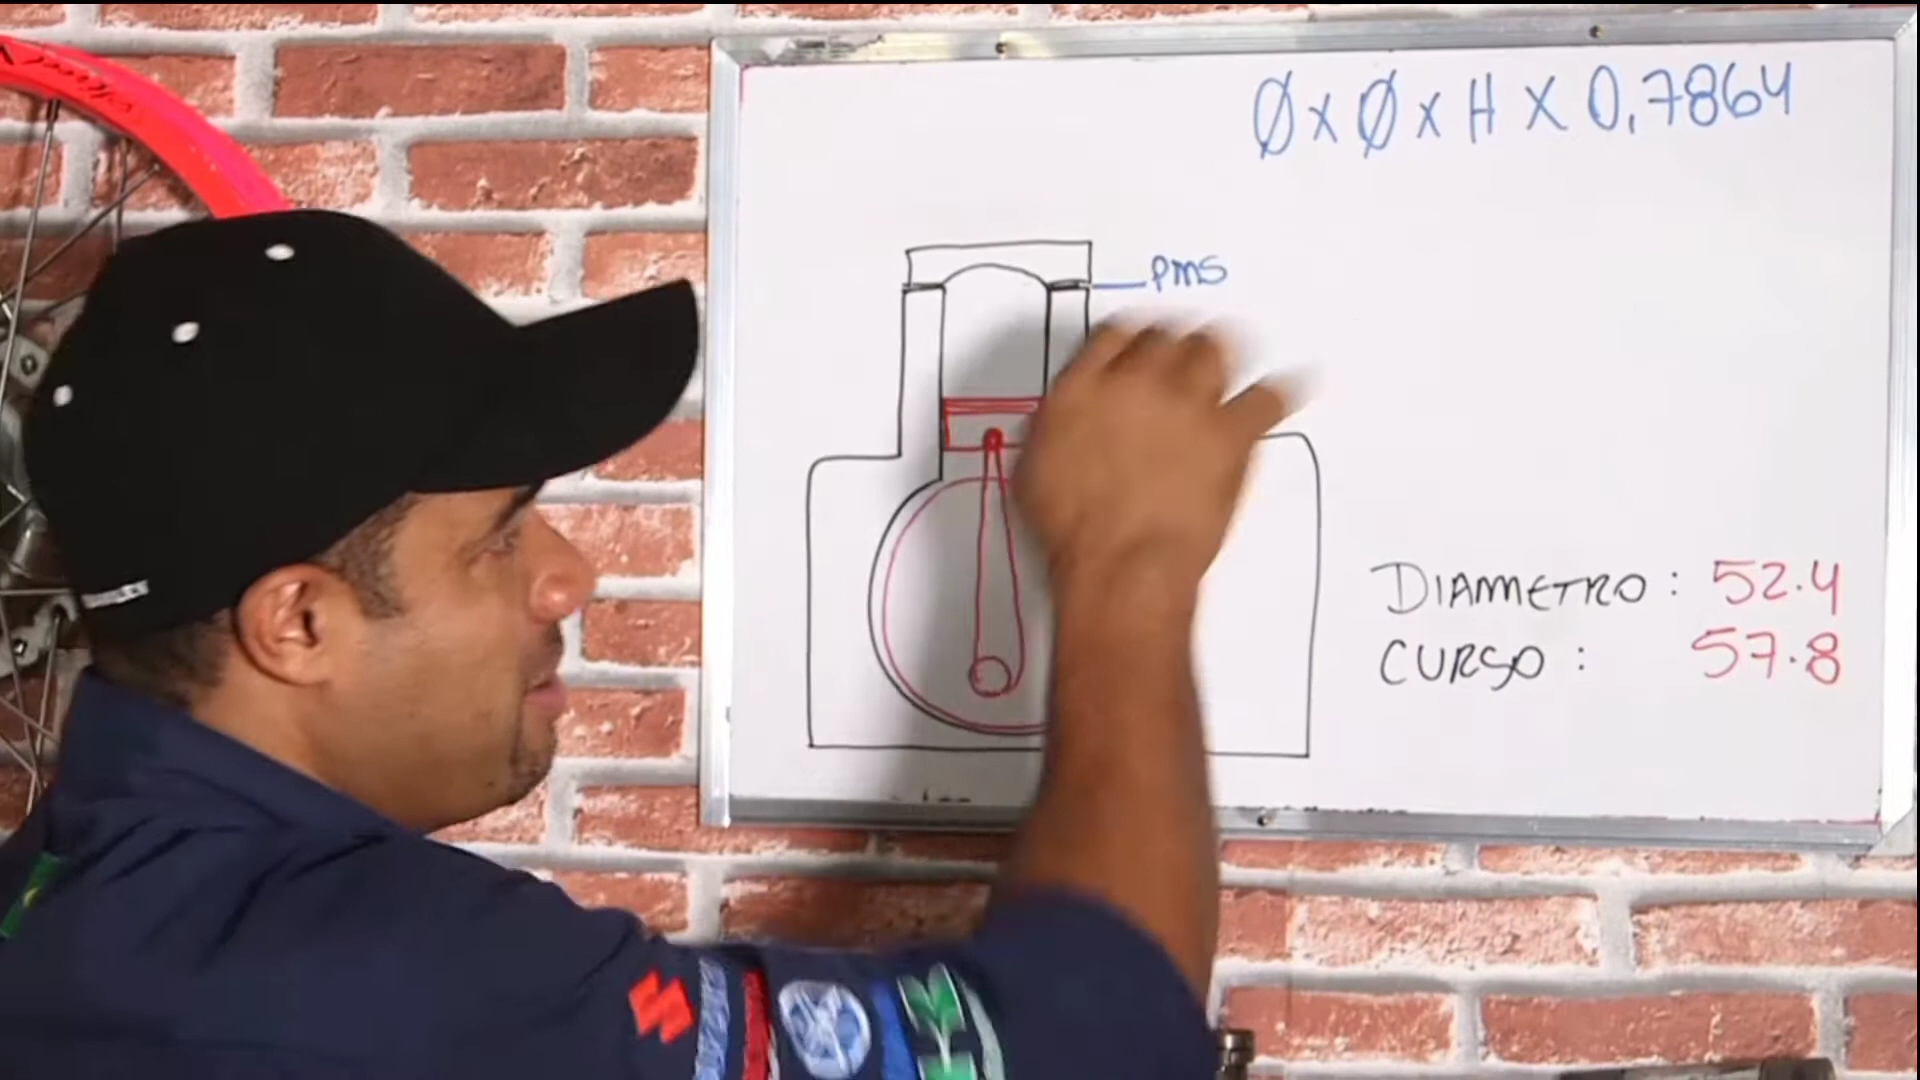 Ø x Ø x H x 0,7864
PMS
DIAMETRO: 52.4
CURSO: 57.8